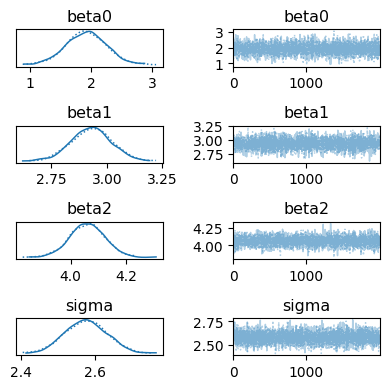 beta0 beta0
3
2
1
1 2 3 0 1000
beta1 beta1
3.25
3.00
2.75
2.75 3.00 3.25 0 1000
beta2 beta2
4.25
4.00
4.0 4.2 0 1000
sigma sigma
2.75
2.50
2.4 2.6 0 1000